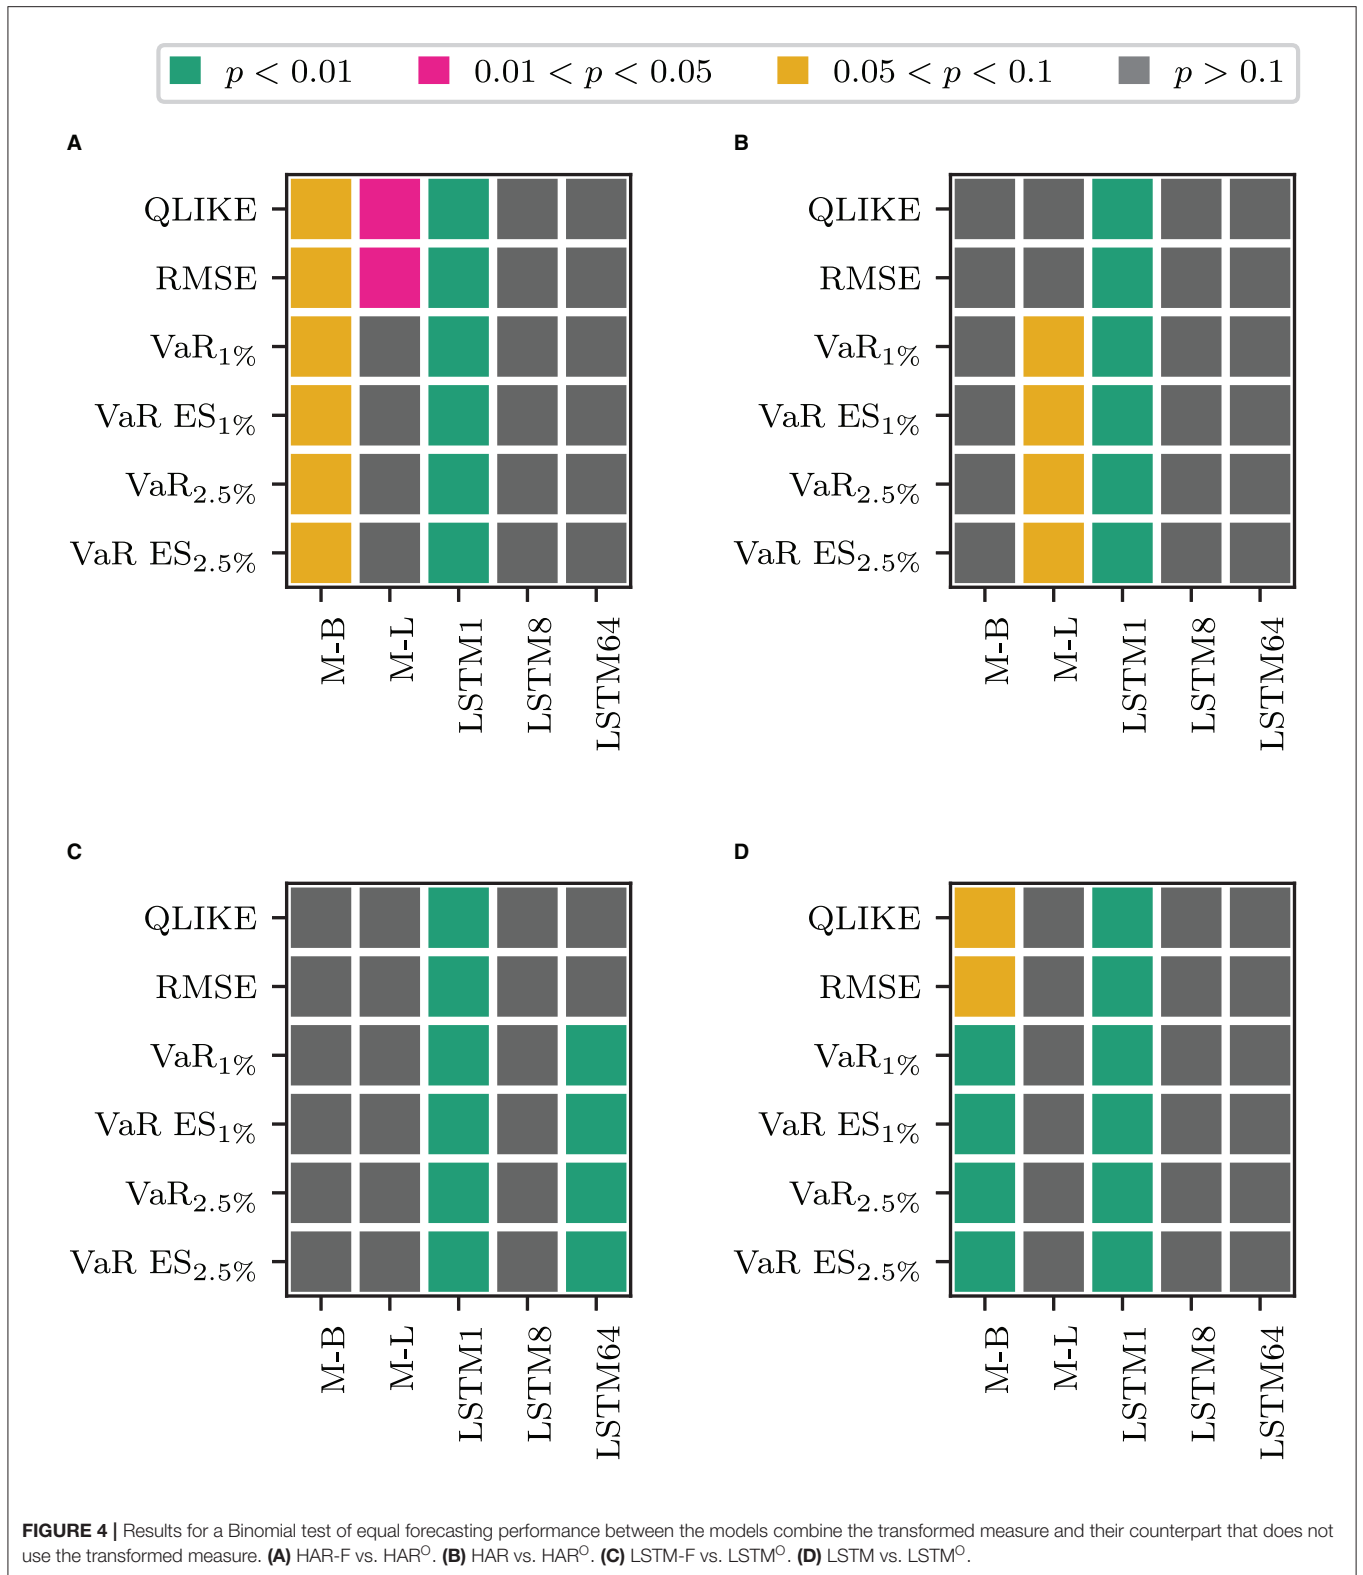 p < 0.01 0.01 < p < 0.05 0.05 < p < 0.1 p > 0.1
A
QLIKE
RMSE
VaR1%
VaR ES1%
VaR2.5%
VaR ES2.5%
M-B
M-L
LSTM1
LSTM8
LSTM64
B
QLIKE
RMSE
VaR1%
VaR ES1%
VaR2.5%
VaR ES2.5%
M-B
M-L
LSTM1
LSTM8
LSTM64
C
QLIKE
RMSE
VaR1%
VaR ES1%
VaR2.5%
VaR ES2.5%
M-B
M-L
LSTM1
LSTM8
LSTM64
D
QLIKE
RMSE
VaR1%
VaR ES1%
VaR2.5%
VaR ES2.5%
M-B
M-L
LSTM1
LSTM8
LSTM64
FIGURE 4 | Results for a Binomial test of equal forecasting performance between the models combine the transformed measure and their counterpart that does not
use the transformed measure. (A) HAR-F vs. HAR^O. (B) HAR vs. HAR^O. (C) LSTM-F vs. LSTM^O. (D) LSTM vs. LSTM^O.